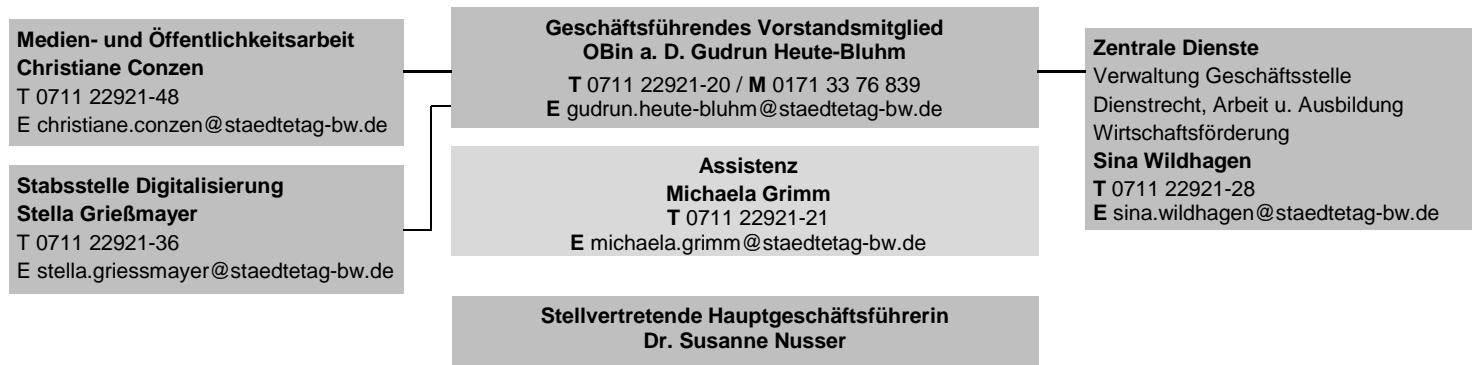 Medien- und Öffentlichkeitsarbeit
Christiane Conzen
T 0711 22921-48
E christiane.conzen@staedtetag-bw.de
Stabsstelle Digitalisierung
Stella Grießmayer
T 0711 22921-36
E stella.griessmayer@staedtetag-bw.de
Geschäftsführendes Vorstandsmitglied
OBin a. D. Gudrun Heute-Bluhm
T 0711 22921-20 / M 0171 33 76 839
E gudrun.heute-bluhm@staedtetag-bw.de
Assistenz
Michaela Grimm
T 0711 22921-21
E michaela.grimm@staedtetag-bw.de
Stellvertretende Hauptgeschäftsführerin
Dr. Susanne Nusser
Zentrale Dienste
Verwaltung Geschäftsstelle
Dienstrecht, Arbeit u. Ausbildung
Wirtschaftsförderung
Sina Wildhagen
T 0711 22921-28
E sina.wildhagen@staedtetag-bw.de